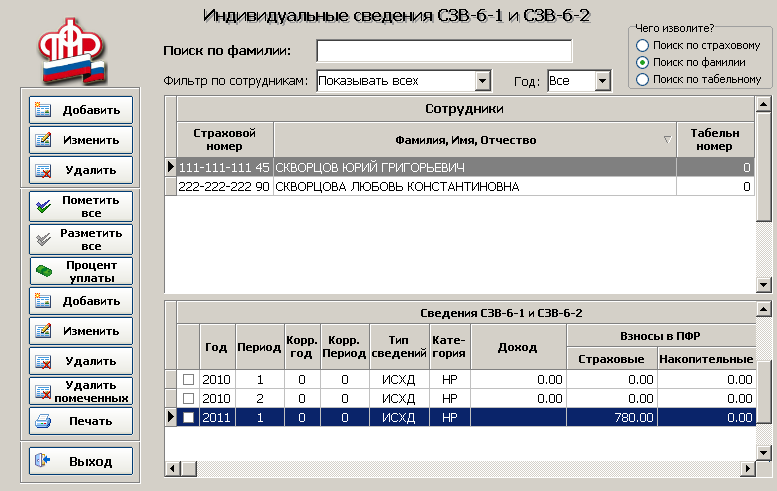 Индивидуальные сведения СЗВ-6-1 и СЗВ-6-2
Поиск по фамилии:
Фильтр по сотрудникам: Показывать всех Год: Все
Чего изволите?
Поиск по страховому
Поиск по фамилии
Поиск по табельному
Добавить
Изменить
Удалить
Пометить
все
Разметить
все
Процент
уплаты
Добавить
Изменить
Удалить
Удалить
помеченных
Печать
Выход
Сотрудники
Страховой
номер
Фамилия, Имя, Отчество
Табельн
номер
111-111-111 45 СКВОРЦОВ ЮРИЙ ГРИГОРЬЕВИЧ 0
222-222-222 90 СКВОРЦОВА ЛЮБОВЬ КОНСТАНТИНОВНА 0
Сведения СЗВ-6-1 и СЗВ-6-2
Год
Период
Корр.
год
Корр.
Период
Тип
сведений
Кате-
гория
Доход
Взносы в ПФР
Страховые Накопительные
2010 1 0 0 ИСХД НР 0.00 0.00 0.00
2010 2 0 0 ИСХД НР 0.00 0.00 0.00
2011 1 0 0 ИСХД НР 780.00 0.00